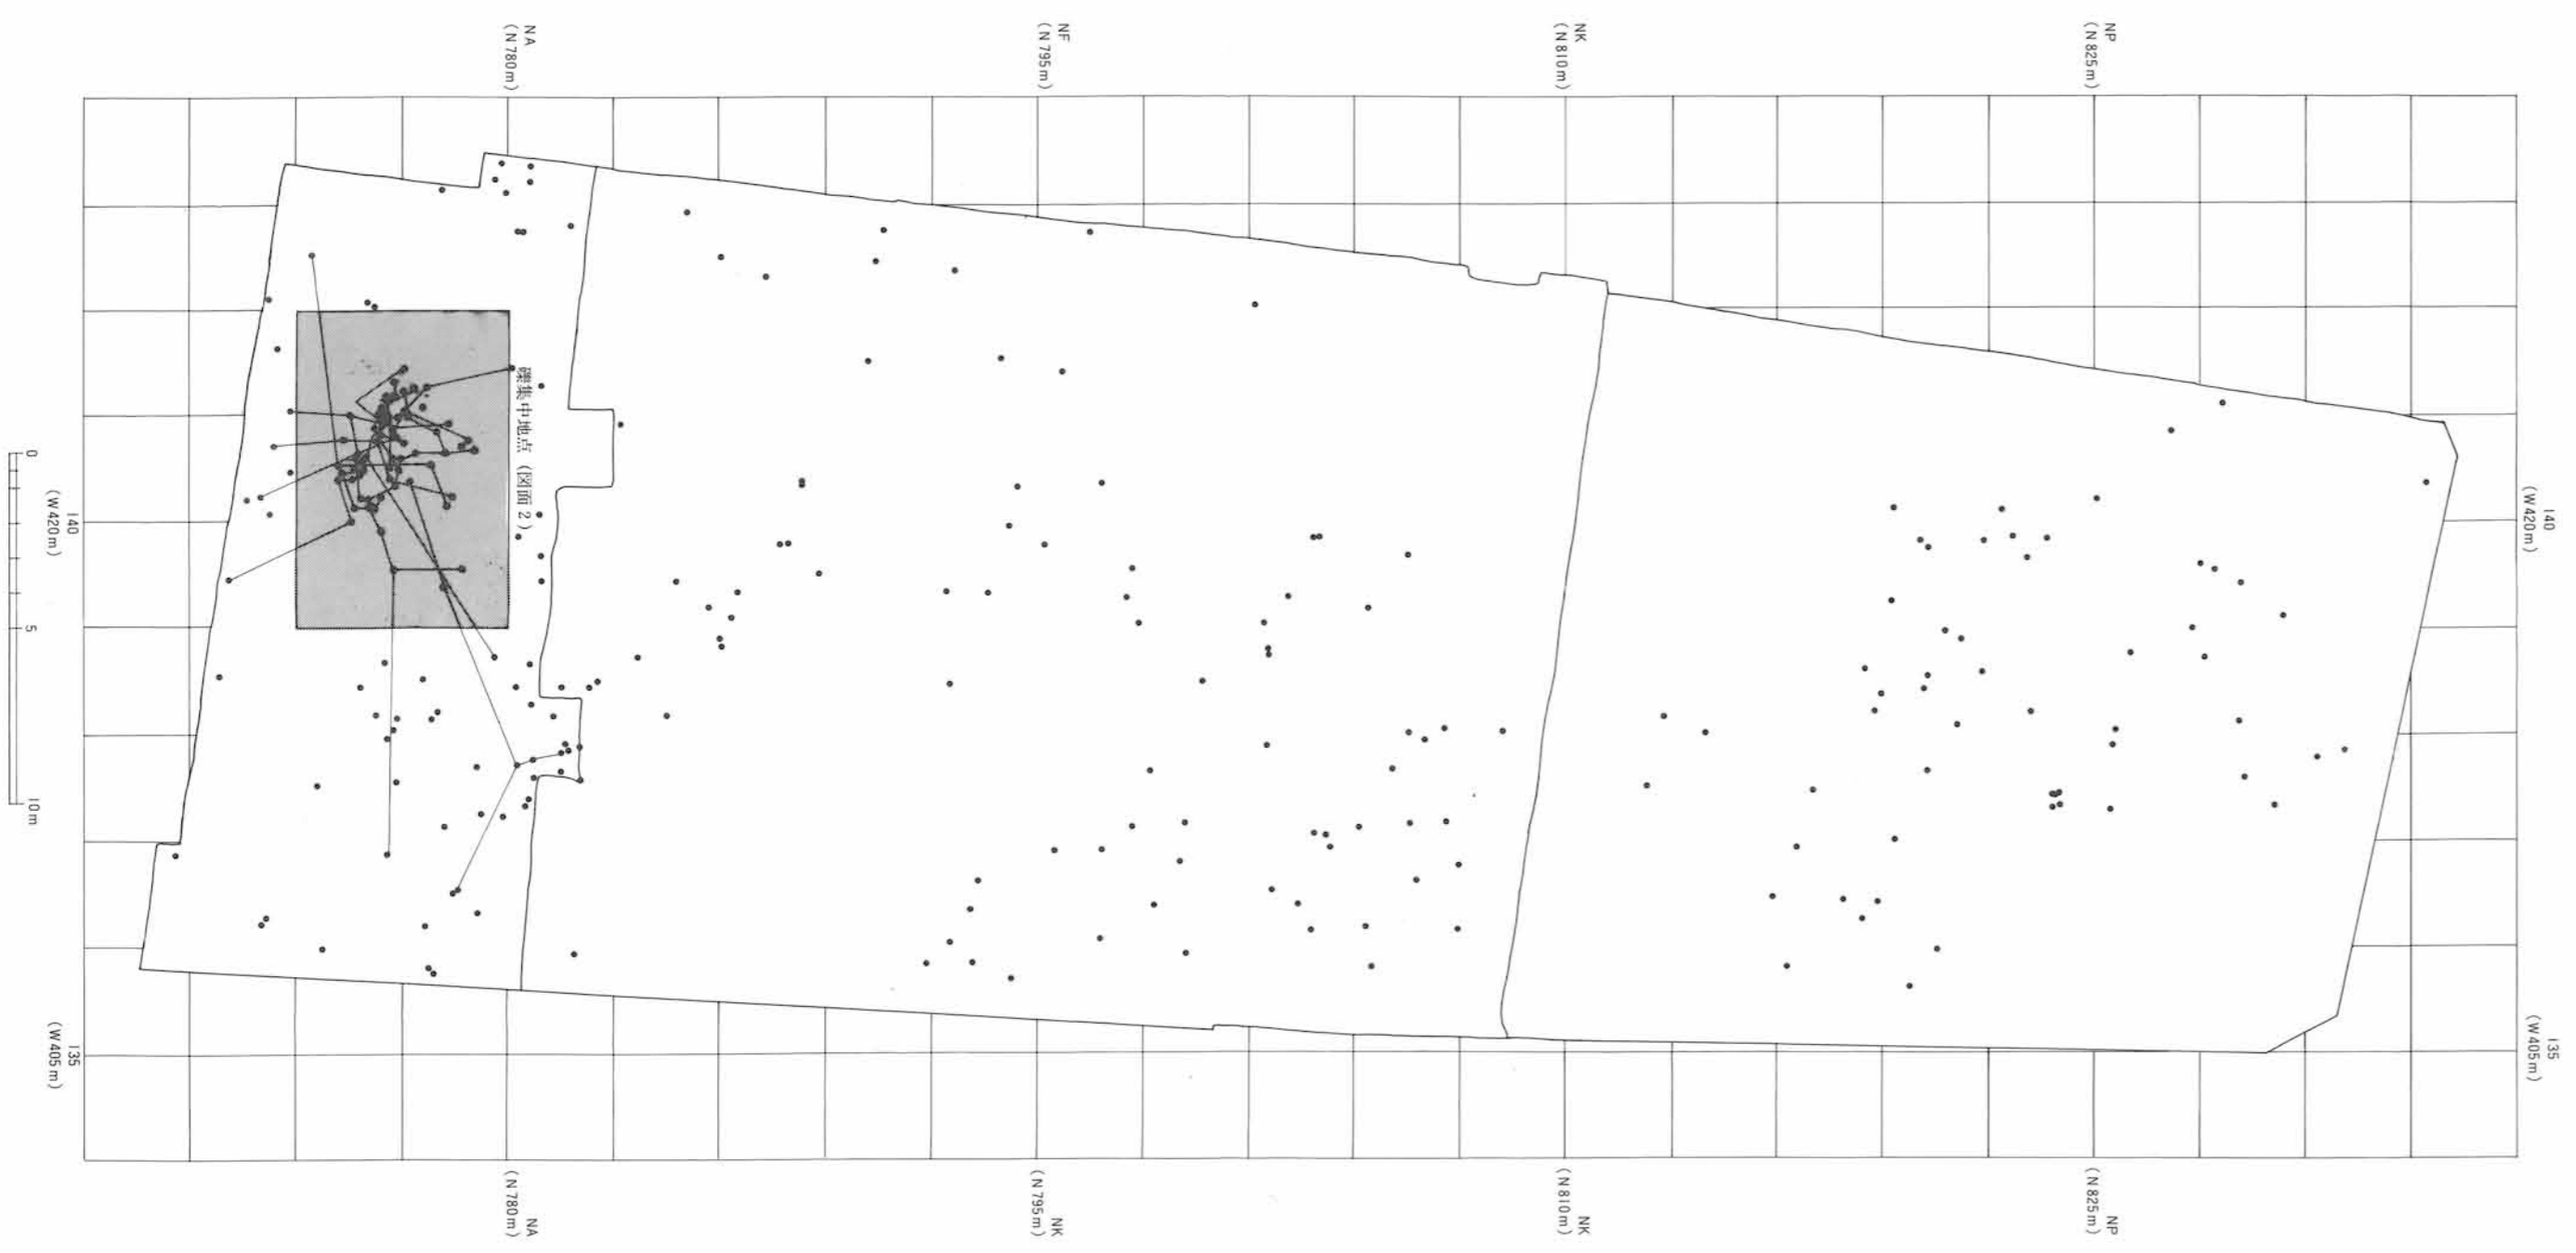 NA
(N780m)
NF
(N795m)
NK
(N810m)
NP
(N825m)
140
(W420m)
140
(W420m)
礫集中地点（図面2）
0
5
10m
135
(W405m)
135
(W405m)
NA
(N780m)
NK
(N795m)
NK
(N810m)
NP
(N825m)